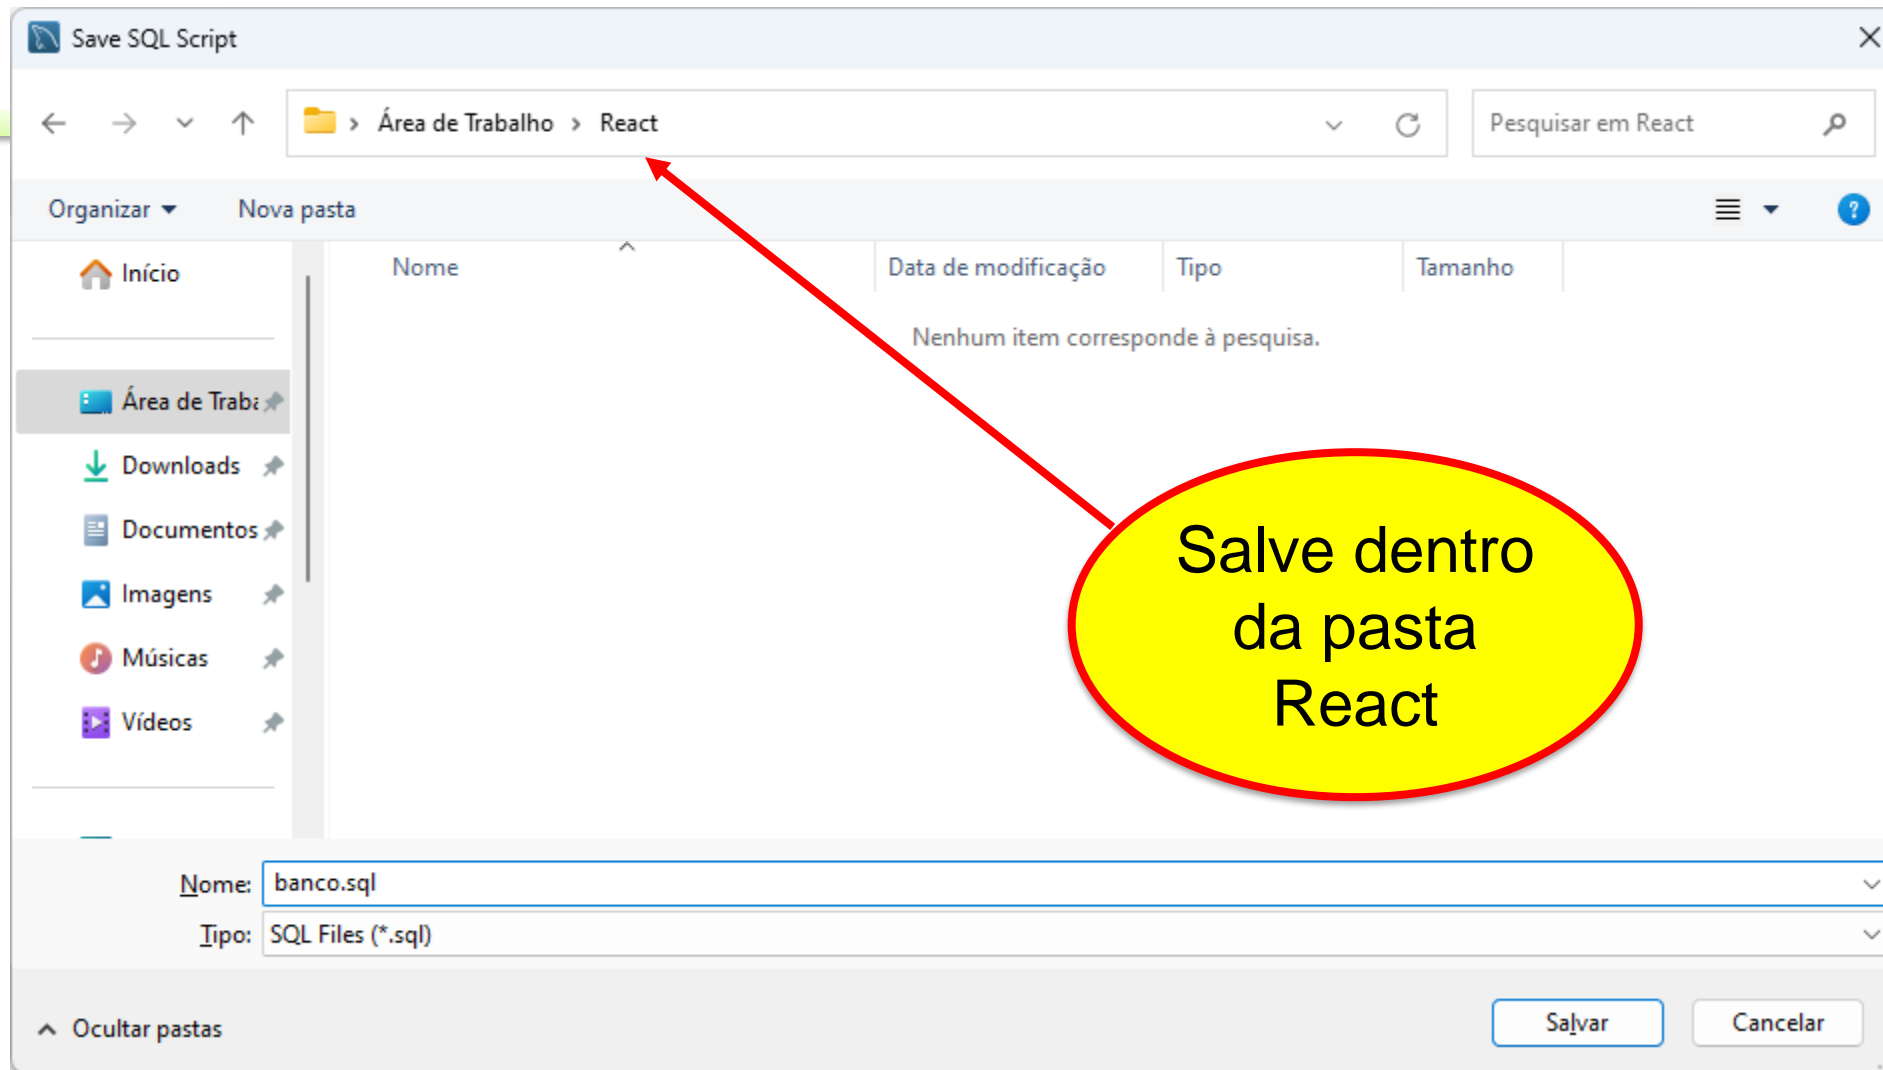 Save SQL Script
Área de Trabalho > React
Pesquisar em React
Organizar
Nova pasta
Início
Nome
Data de modificação
Tipo
Tamanho
Nenhum item corresponde à pesquisa.
Área de Traba
Downloads
Documentos
Imagens
Músicas
Vídeos
Salve dentro
da pasta
React
Nome: banco.sql
Tipo: SQL Files (*.sql)
Ocultar pastas
Salvar
Cancelar